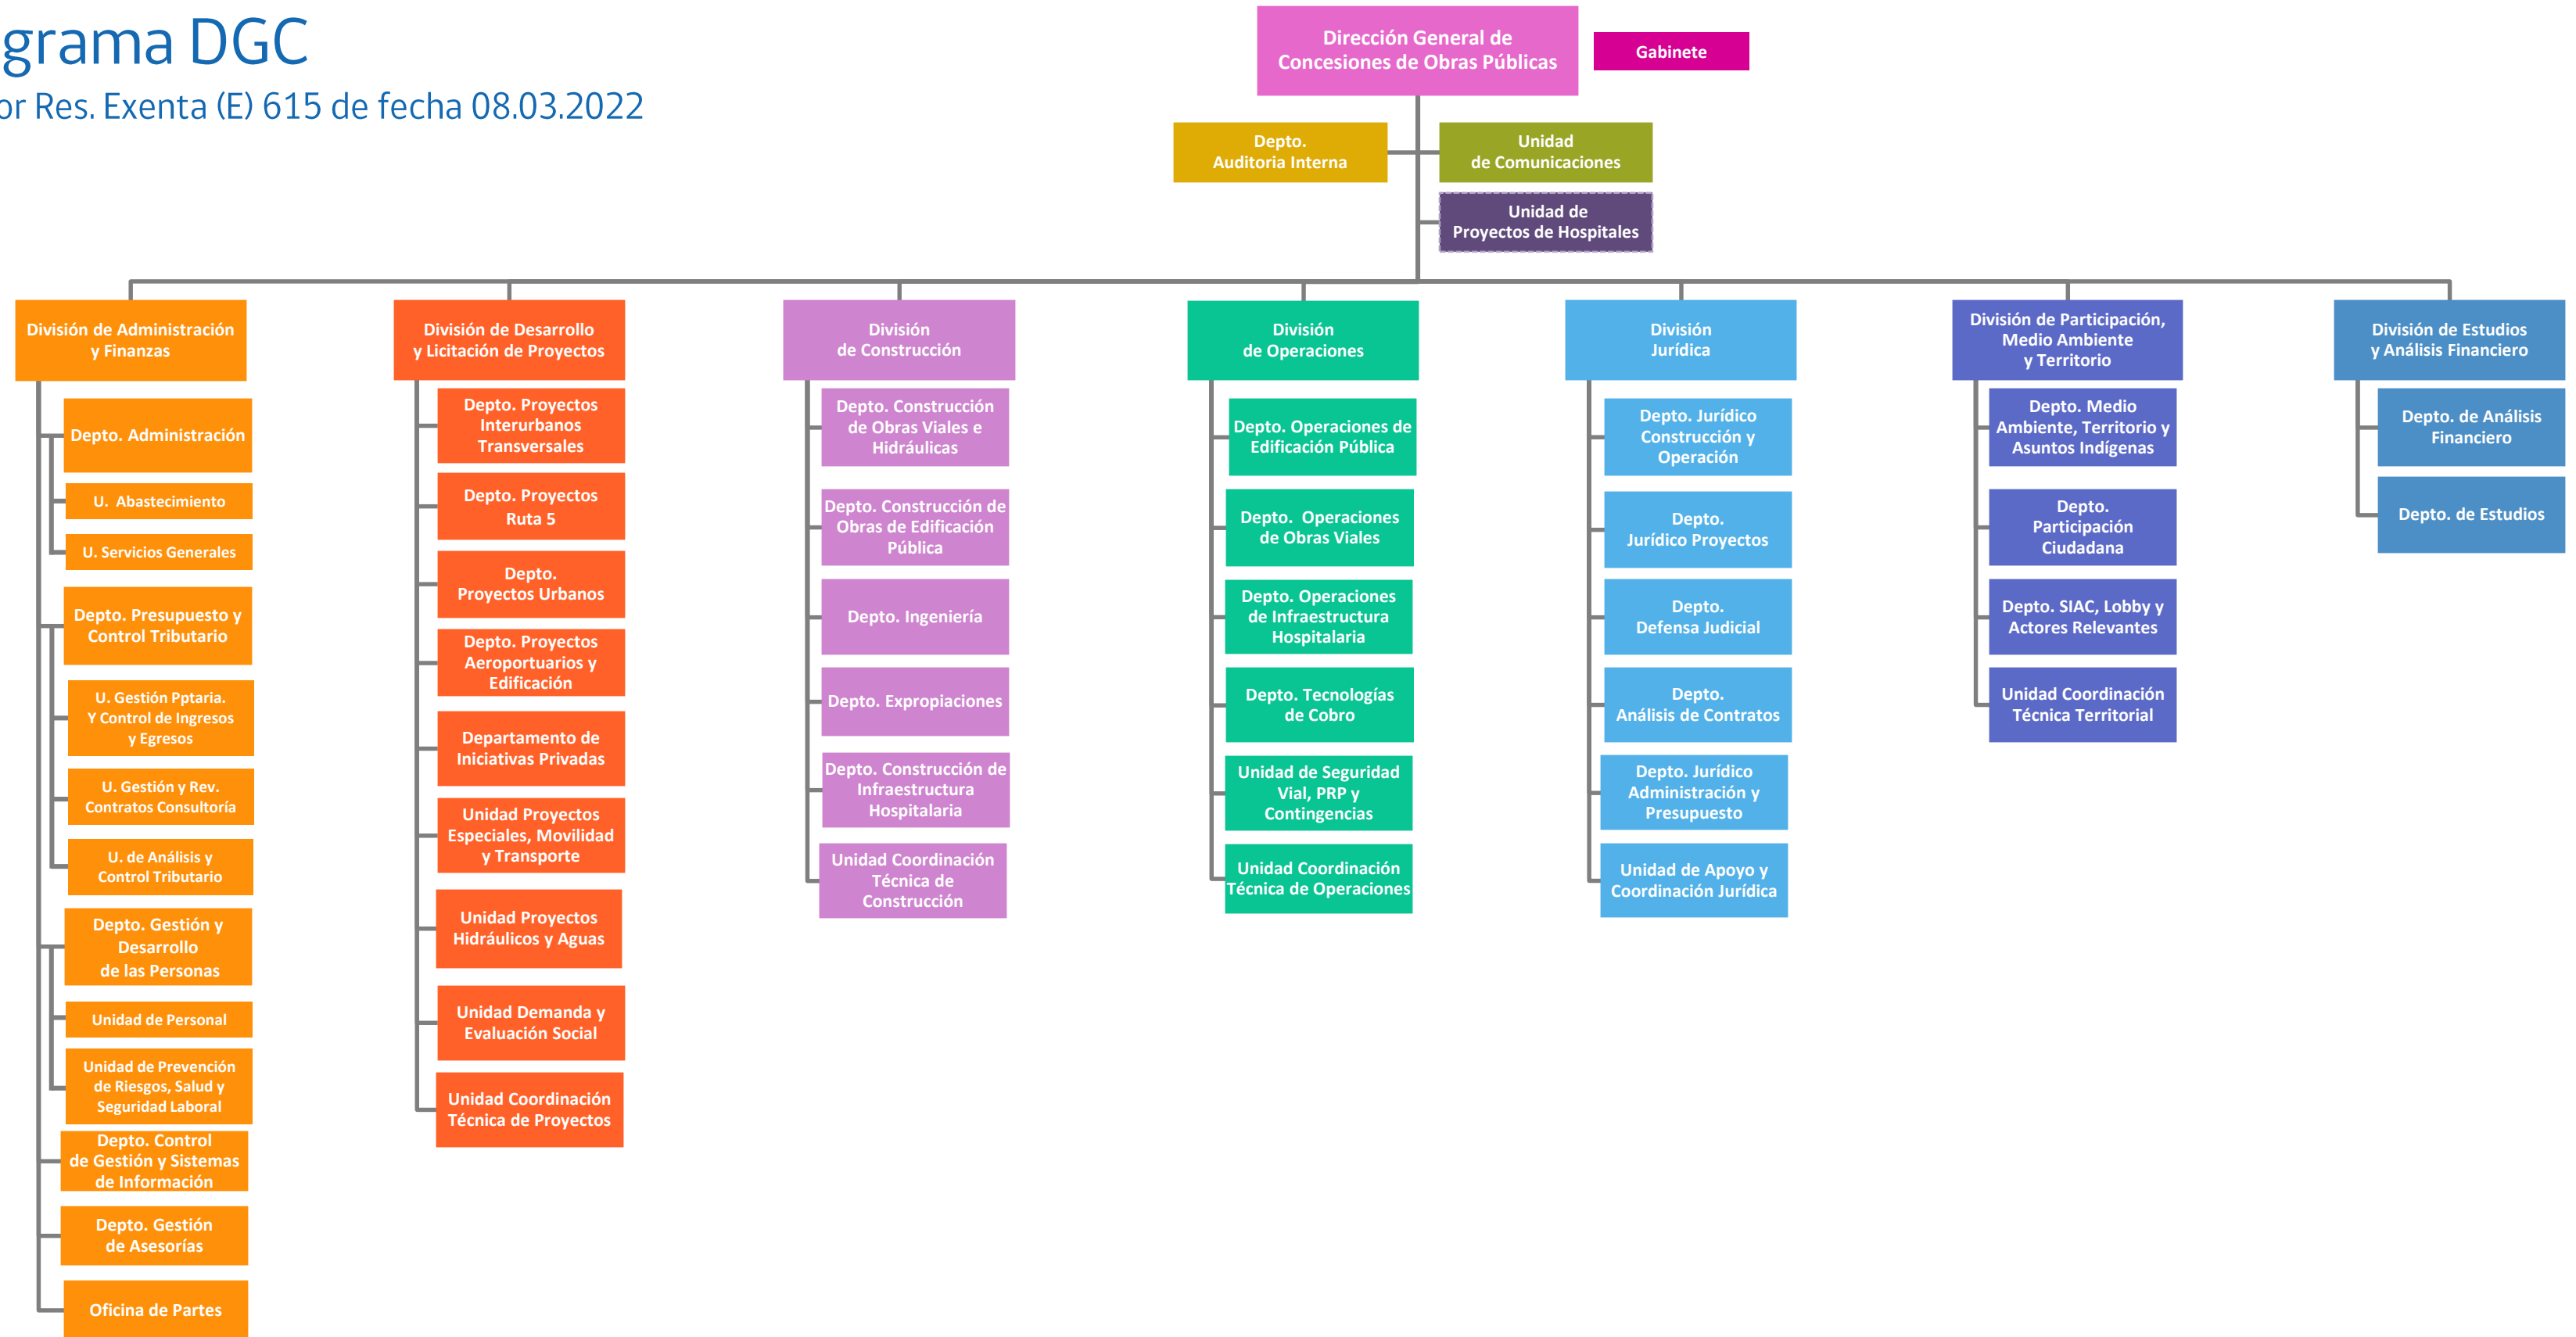 grama DGC
or Res. Exenta (E) 615 de fecha 08.03.2022
Dirección General de
Concesiones de Obras Públicas
Gabinete
Depto.
Auditoria Interna
Unidad
de Comunicaciones
Unidad de
Proyectos de Hospitales
División de Administración
y Finanzas
Depto. Administración
U. Abastecimiento
U. Servicios Generales
Depto. Presupuesto y
Control Tributario
U. Gestión Pptaria.
Y Control de Ingresos
y Egresos
U. Gestión y Rev.
Contratos Consultoría
U. de Análisis y
Control Tributario
Depto. Gestión y
Desarrollo
de las Personas
Unidad de Personal
Unidad de Prevención
de Riesgos, Salud y
Seguridad Laboral
Depto. Control
de Gestión y Sistemas
de Información
Depto. Gestión
de Asesorías
Oficina de Partes
División de Desarrollo
y Licitación de Proyectos
Depto. Proyectos
Interurbanos
Transversales
Depto. Proyectos
Ruta 5
Depto.
Proyectos Urbanos
Depto. Proyectos
Aeroportuarios y
Edificación
Departamento de
Iniciativas Privadas
Unidad Proyectos
Especiales, Movilidad
y Transporte
Unidad Proyectos
Hidráulicos y Aguas
Unidad Demanda y
Evaluación Social
Unidad Coordinación
Técnica de Proyectos
División
de Construcción
Depto. Construcción
de Obras Viales e
Hidráulicas
Depto. Construcción de
Obras de Edificación
Pública
Depto. Ingeniería
Depto. Expropiaciones
Depto. Construcción de
Infraestructura
Hospitalaria
Unidad Coordinación
Técnica de
Construcción
División
de Operaciones
Depto. Operaciones de
Edificación Pública
Depto. Operaciones
de Obras Viales
Depto. Operaciones
de Infraestructura
Hospitalaria
Depto. Tecnologías
de Cobro
Unidad de Seguridad
Vial, PRP y
Contingencias
Unidad Coordinación
Técnica de Operaciones
División
Jurídica
Depto. Jurídico
Construcción y
Operación
Depto.
Jurídico Proyectos
Depto.
Defensa Judicial
Depto.
Análisis de Contratos
Depto. Jurídico
Administración y
Presupuesto
Unidad de Apoyo y
Coordinación Jurídica
División de Participación,
Medio Ambiente
y Territorio
Depto. Medio
Ambiente, Territorio y
Asuntos Indígenas
Depto.
Participación
Ciudadana
Depto. SIAC, Lobby y
Actores Relevantes
Unidad Coordinación
Técnica Territorial
División de Estudios
y Análisis Financiero
Depto. de Análisis
Financiero
Depto. de Estudios